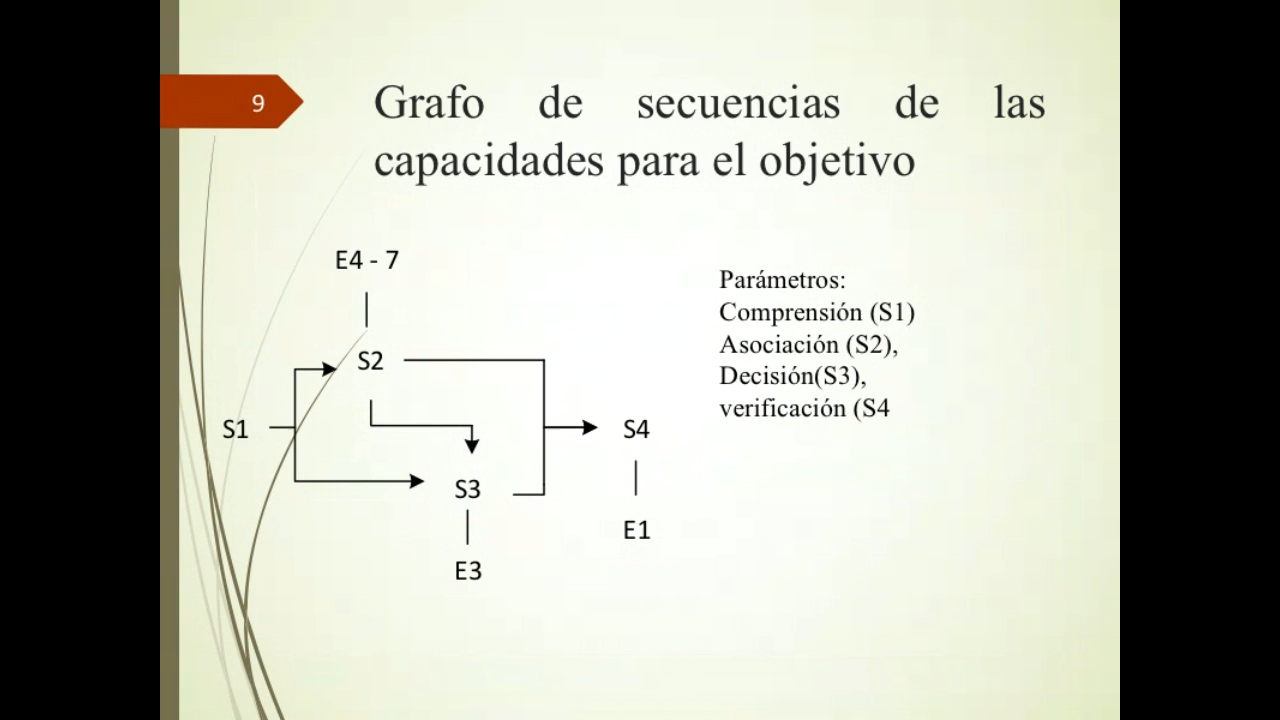 9
Grafo de secuencias de las
capacidades para el objetivo
E4 - 7
S2
S1
S3
E3
S4
E1
Parámetros:
Comprensión (S1)
Asociación (S2),
Decisión(S3),
verificación (S4